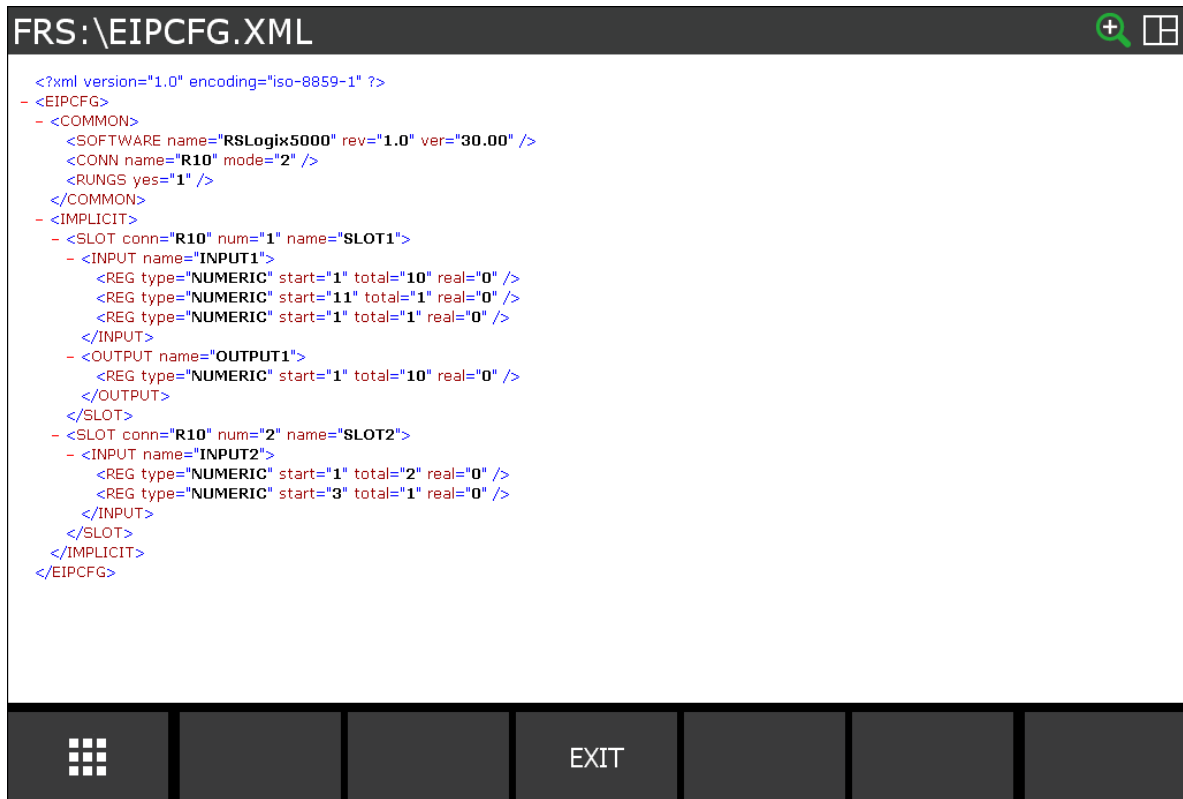 FRS:\EIPCFG.XML
<?xml version="1.0" encoding="iso-8859-1" ?>
- <EIPCFG>
- <COMMON>
<SOFTWARE name="RSLogix5000" rev="1.0" ver="30.00" />
<CONN name="R10" mode="2" />
<RUNGS yes="1" />
</COMMON>
- <IMPLICIT>
- <SLOT conn="R10" num="1" name="SLOT1">
- <INPUT name="INPUT1">
<REG type="NUMERIC" start="1" total="10" real="0" />
<REG type="NUMERIC" start="11" total="1" real="0" />
<REG type="NUMERIC" start="1" total="1" real="0" />
</INPUT>
- <OUTPUT name="OUTPUT1">
<REG type="NUMERIC" start="1" total="10" real="0" />
</OUTPUT>
</SLOT>
- <SLOT conn="R10" num="2" name="SLOT2">
- <INPUT name="INPUT2">
<REG type="NUMERIC" start="1" total="2" real="0" />
<REG type="NUMERIC" start="3" total="1" real="0" />
</INPUT>
</SLOT>
</IMPLICIT>
</EIPCFG>
EXIT